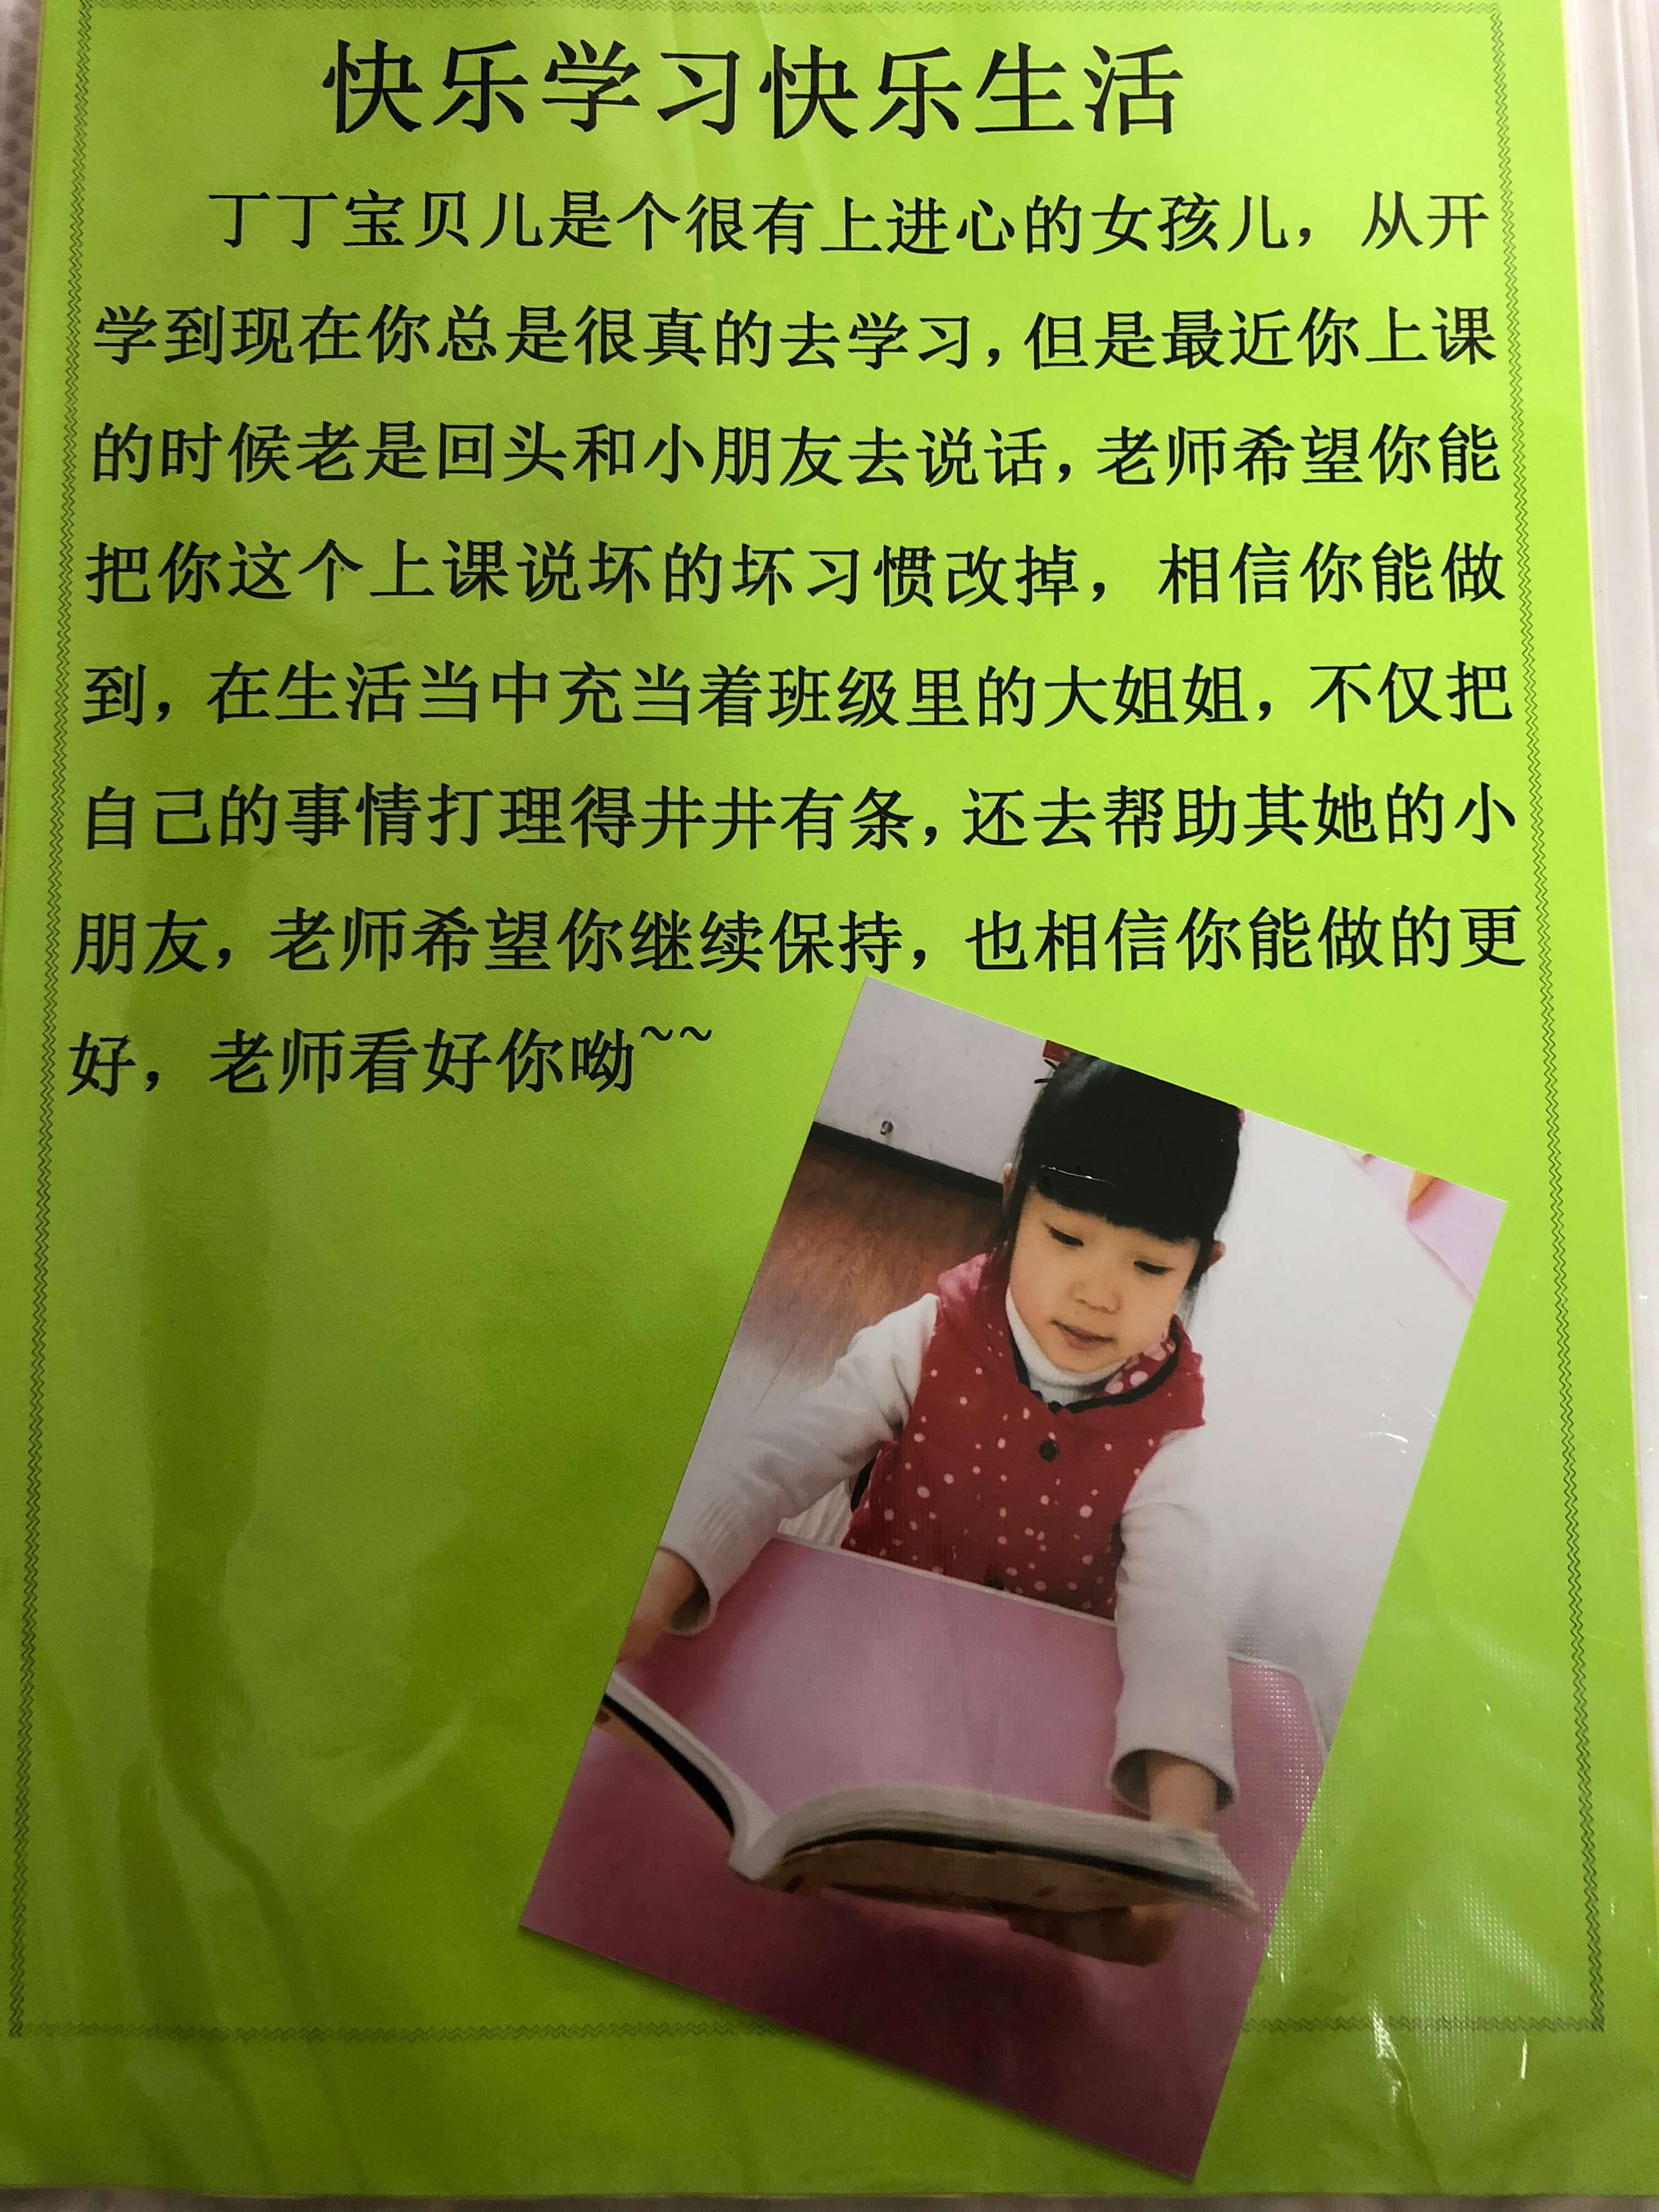 快乐学习快乐生活
丁丁宝贝儿是个很有上进心的女孩儿，从开
学到现在你总是很真的去学习，但是最近你上课
的时候老是回头和小朋友去说话，老师希望你能
把你这个上课说坏的坏习惯改掉，相信你能做
到，在生活当中充当着班级里的大姐姐，不仅把
自己的事情打理得井井有条，还去帮助其她的小
朋友，老师希望你继续保持，也相信你能做的更
好，老师看好你呦~~